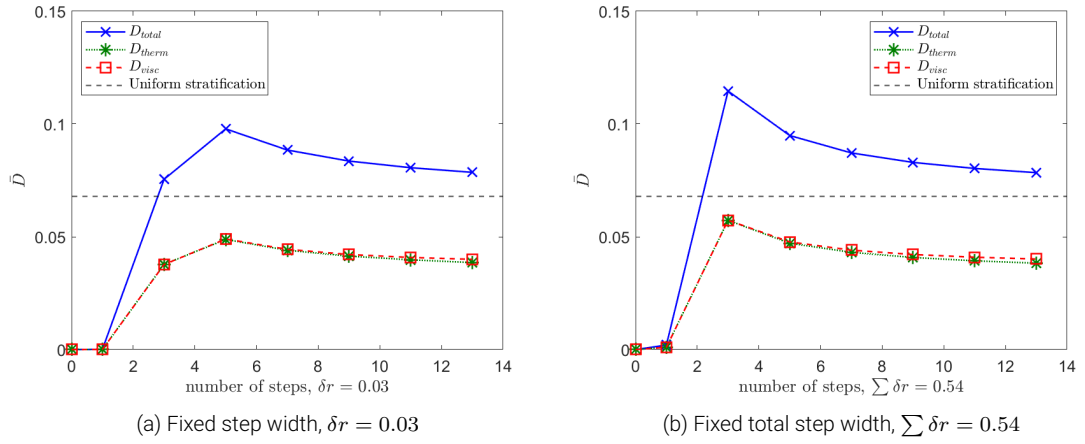 0.15
0.1
0.05
0
D̄
D_total
D_therm
D_visc
Uniform stratification
0 2 4 6 8 10 12 14
number of steps, δr = 0.03
(a) Fixed step width, δr = 0.03
0.15
0.1
0.05
0
D̄
D_total
D_therm
D_visc
Uniform stratification
0 2 4 6 8 10 12 14
number of steps, ∑ δr = 0.54
(b) Fixed total step width, ∑ δr = 0.54